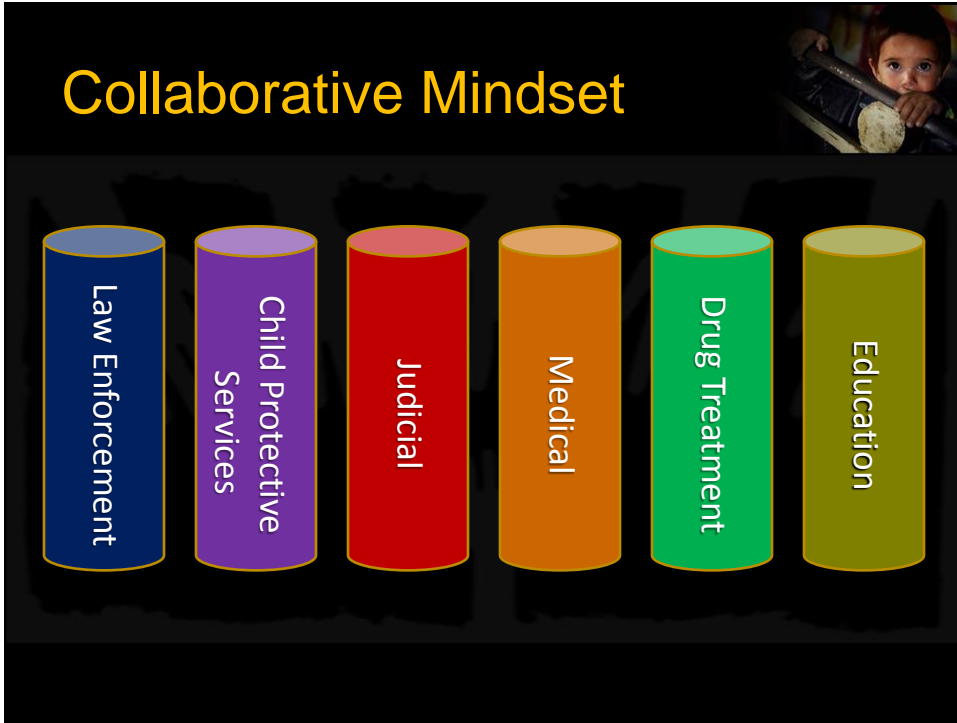 Collaborative Mindset
Law Enforcement
Child Protective
Services
Judicial
Medical
Drug Treatment
Education